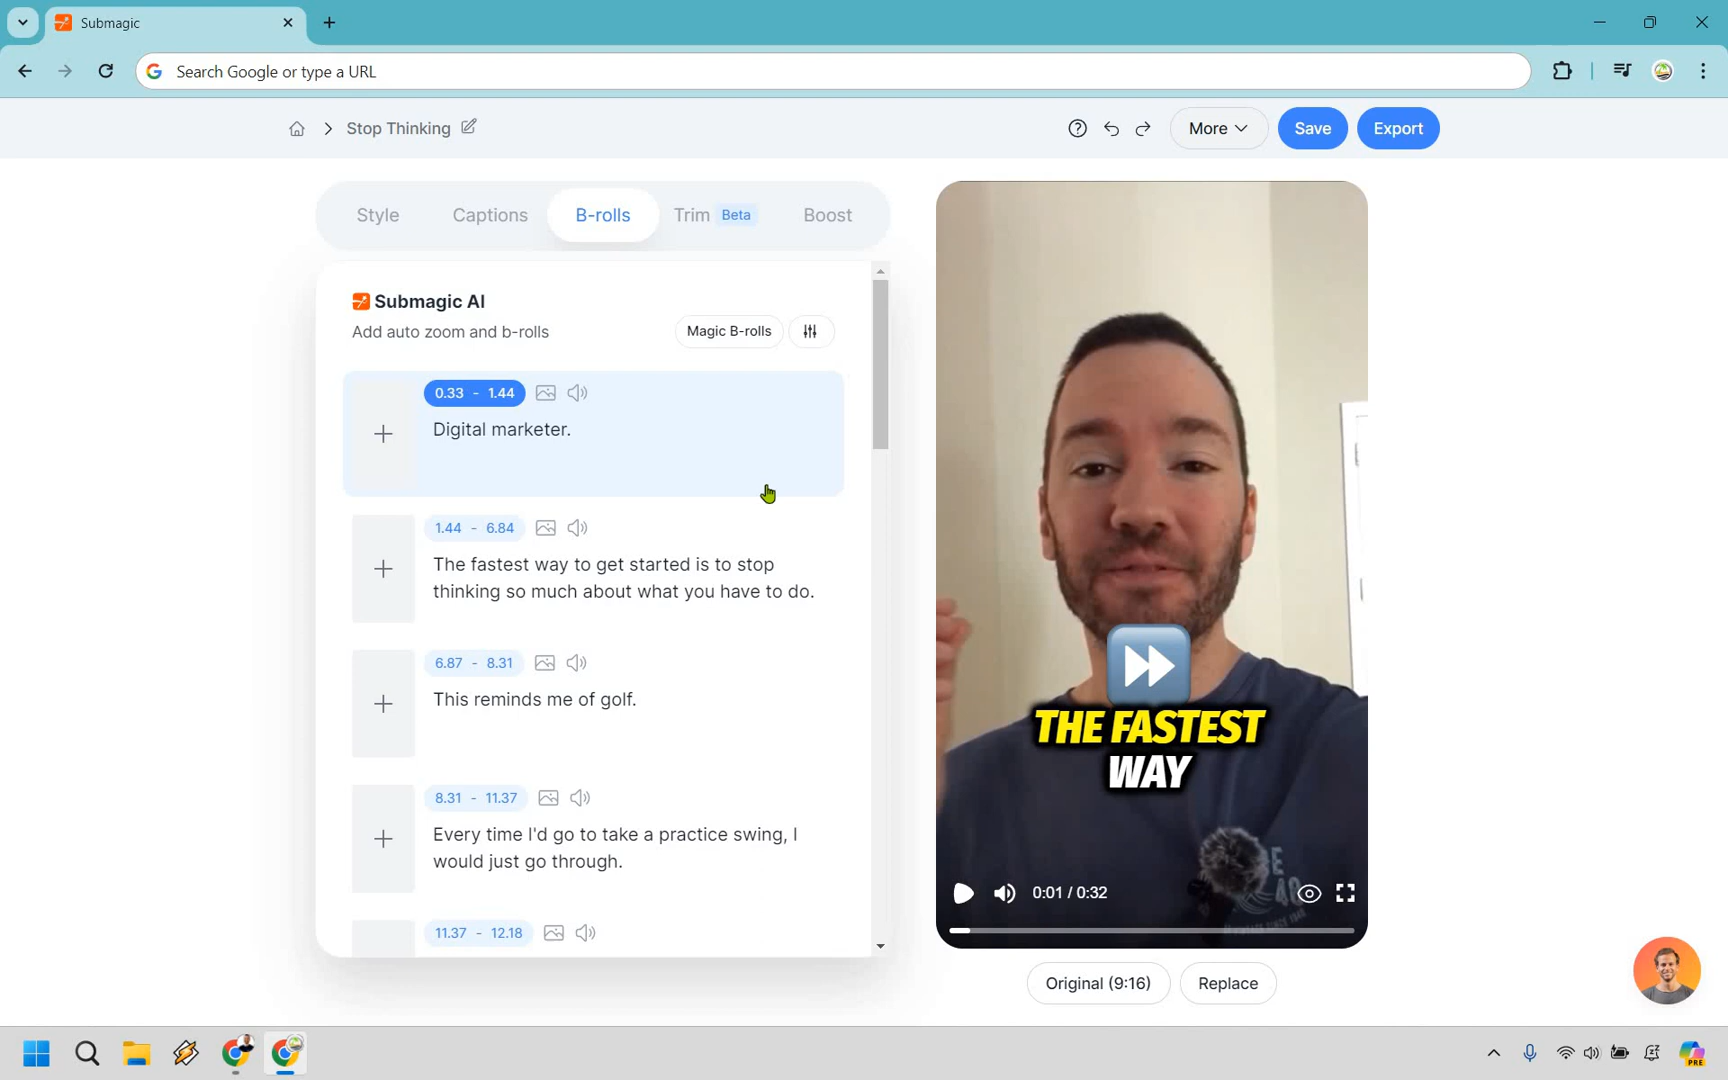 Submagic
Search Google or type a URL
Stop Thinking
More
Save
Export
Style
Captions
B-rolls
Trim
Beta
Boost
Submagic AI
Add auto zoom and b-rolls
Magic B-rolls
0.33 - 1.44
Digital marketer.
1.44 - 6.84
The fastest way to get started is to stop
thinking so much about what you have to do.
6.87 - 8.31
This reminds me of golf.
8.31 - 11.37
Every time I'd go to take a practice swing, I
would just go through.
11.37 - 12.18
THE FASTEST
WAY
0:01 / 0:32
Original (9:16)
Replace
PRE